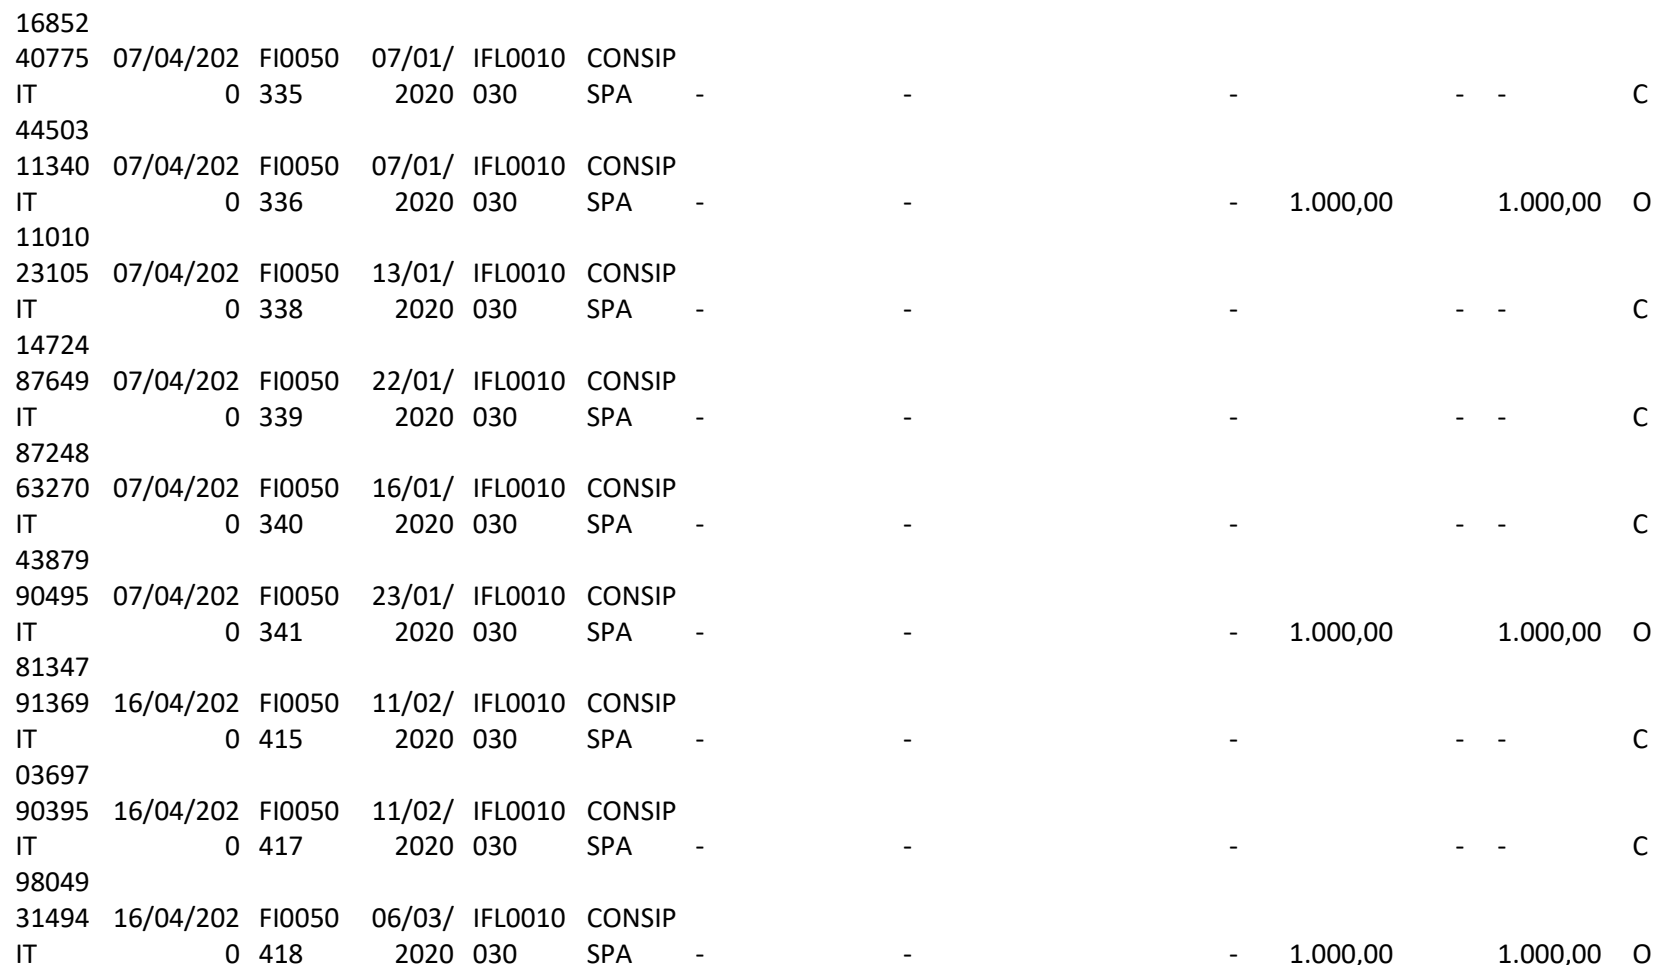 16852
40775 07/04/202 FI0050 07/01/ IFL0010 CONSIP
IT 0 335 2020 030 SPA - - - - - C
44503
11340 07/04/202 FI0050 07/01/ IFL0010 CONSIP
IT 0 336 2020 030 SPA - - - 1.000,00 1.000,00 O
11010
23105 07/04/202 FI0050 13/01/ IFL0010 CONSIP
IT 0 338 2020 030 SPA - - - - - C
14724
87649 07/04/202 FI0050 22/01/ IFL0010 CONSIP
IT 0 339 2020 030 SPA - - - - - C
87248
63270 07/04/202 FI0050 16/01/ IFL0010 CONSIP
IT 0 340 2020 030 SPA - - - - - C
43879
90495 07/04/202 FI0050 23/01/ IFL0010 CONSIP
IT 0 341 2020 030 SPA - - - 1.000,00 1.000,00 O
81347
91369 16/04/202 FI0050 11/02/ IFL0010 CONSIP
IT 0 415 2020 030 SPA - - - - - C
03697
90395 16/04/202 FI0050 11/02/ IFL0010 CONSIP
IT 0 417 2020 030 SPA - - - - - C
98049
31494 16/04/202 FI0050 06/03/ IFL0010 CONSIP
IT 0 418 2020 030 SPA - - - 1.000,00 1.000,00 O